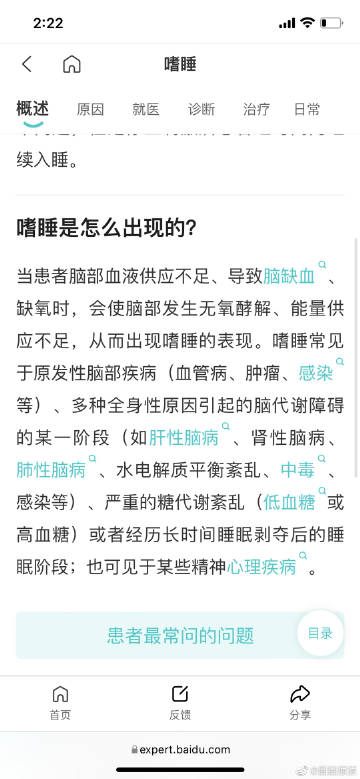 2:22
嗜睡
概述 原因 就医 诊断 治疗 日常
续入睡。
嗜睡是怎么出现的?
当患者脑部血液供应不足、导致脑缺血、
缺氧时，会使脑部发生无氧酵解、能量供
应不足，从而出现嗜睡的表现。嗜睡常见
于原发性脑部疾病（血管病、肿瘤、感染
等）、多种全身性原因引起的脑代谢障碍
的某一阶段（如肝性脑病、肾性脑病、
肺性脑病、水电解质平衡紊乱、中毒、
感染等）、严重的糖代谢紊乱（低血糖或
高血糖）或者经历长时间睡眠剥夺后的睡
眠阶段；也可见于某些精神心理疾病。
患者最常问的问题
目录
首页 反馈 分享
expert.baidu.com